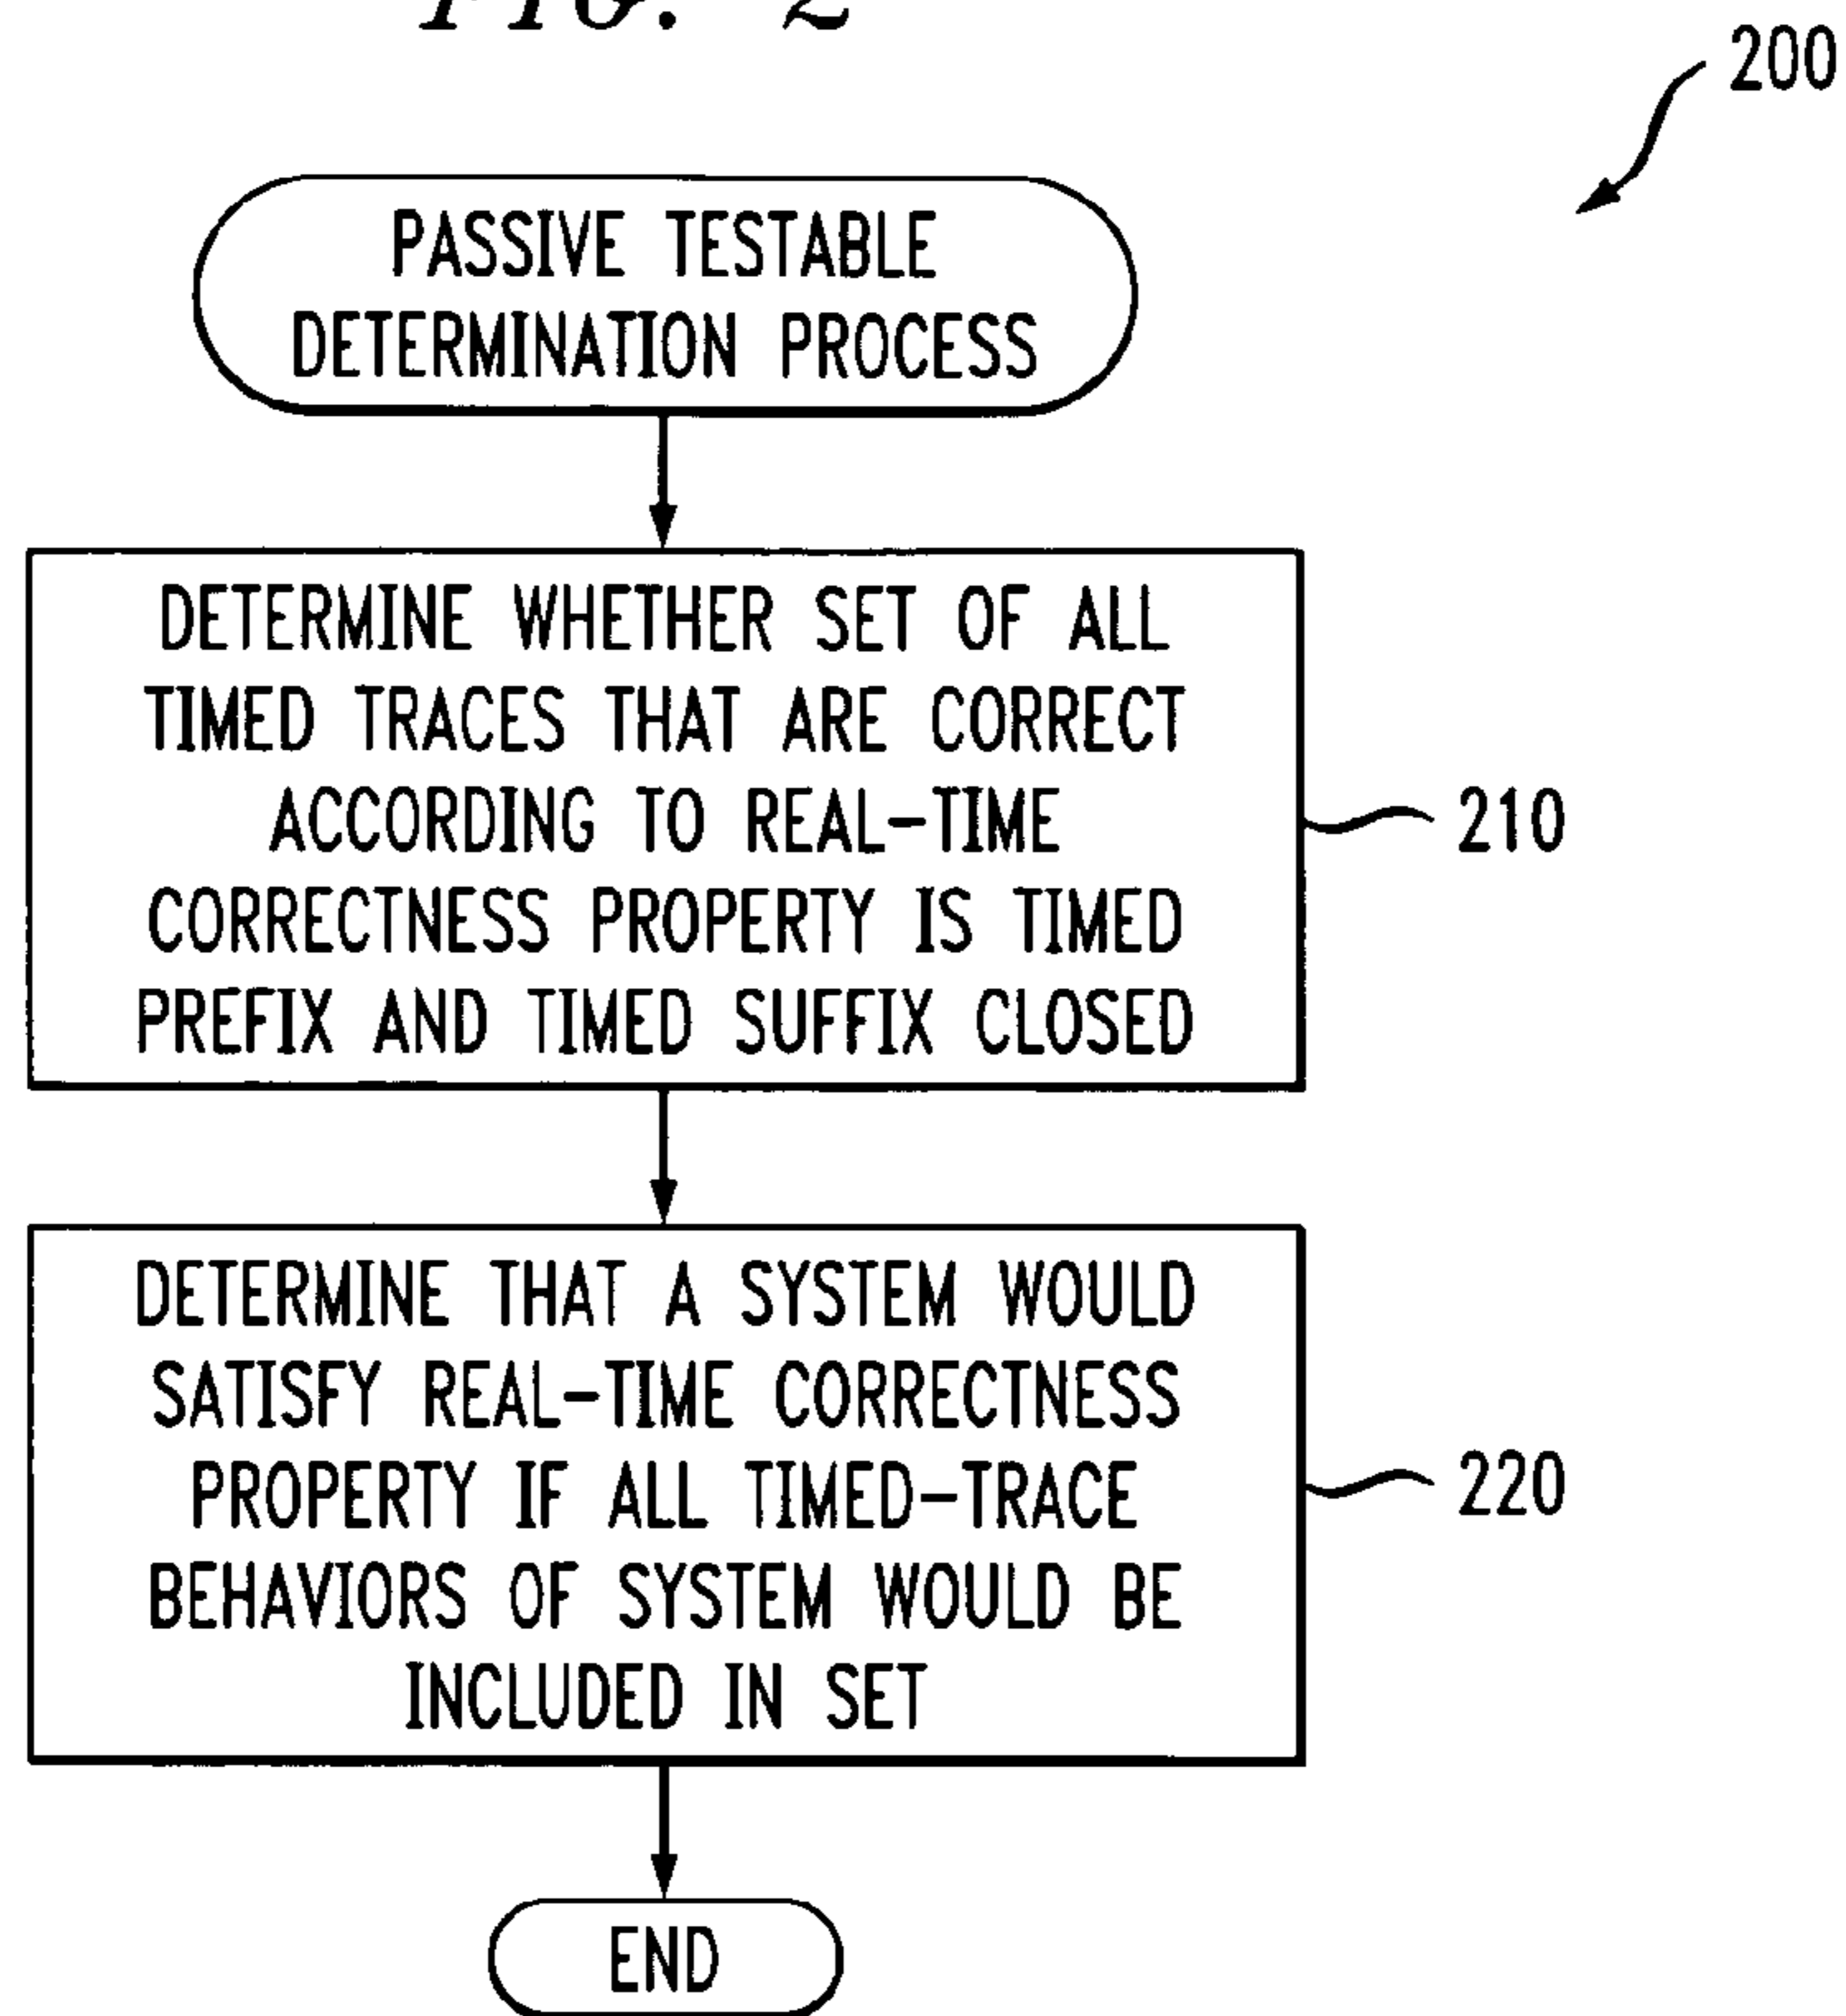 FIG. 2
200
PASSIVE TESTABLE
DETERMINATION PROCESS
DETERMINE WHETHER SET OF ALL
TIMED TRACES THAT ARE CORRECT
ACCORDING TO REAL-TIME
CORRECTNESS PROPERTY IS TIMED
PREFIX AND TIMED SUFFIX CLOSED
210
DETERMINE THAT A SYSTEM WOULD
SATISFY REAL-TIME CORRECTNESS
PROPERTY IF ALL TIMED-TRACE
BEHAVIORS OF SYSTEM WOULD BE
INCLUDED IN SET
220
END